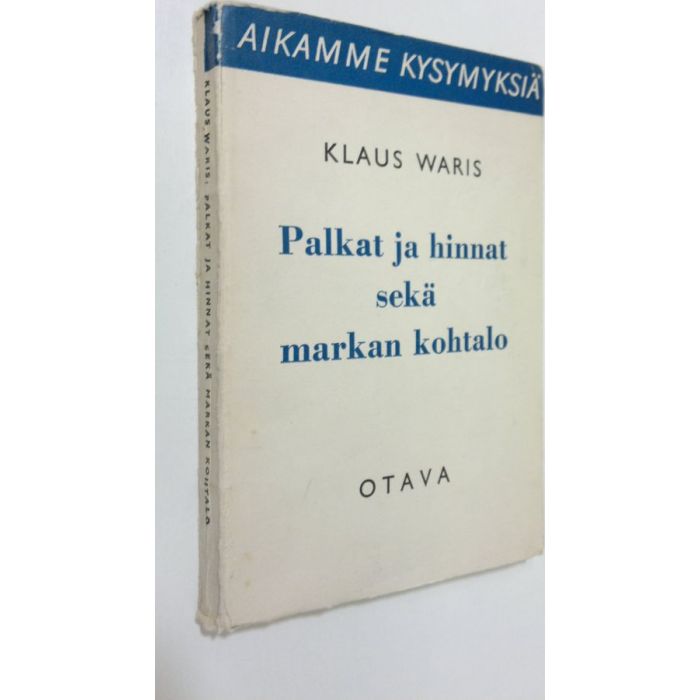 AIKAMME KYSYMYKSIÄ
KLAUS WARIS
Palkat ja hinnat
sekä
markan kohtalo
OTAVA
KLAUS WARIS: PALKAT JA HINNAT SEKÄ MARKAN KOHTALO